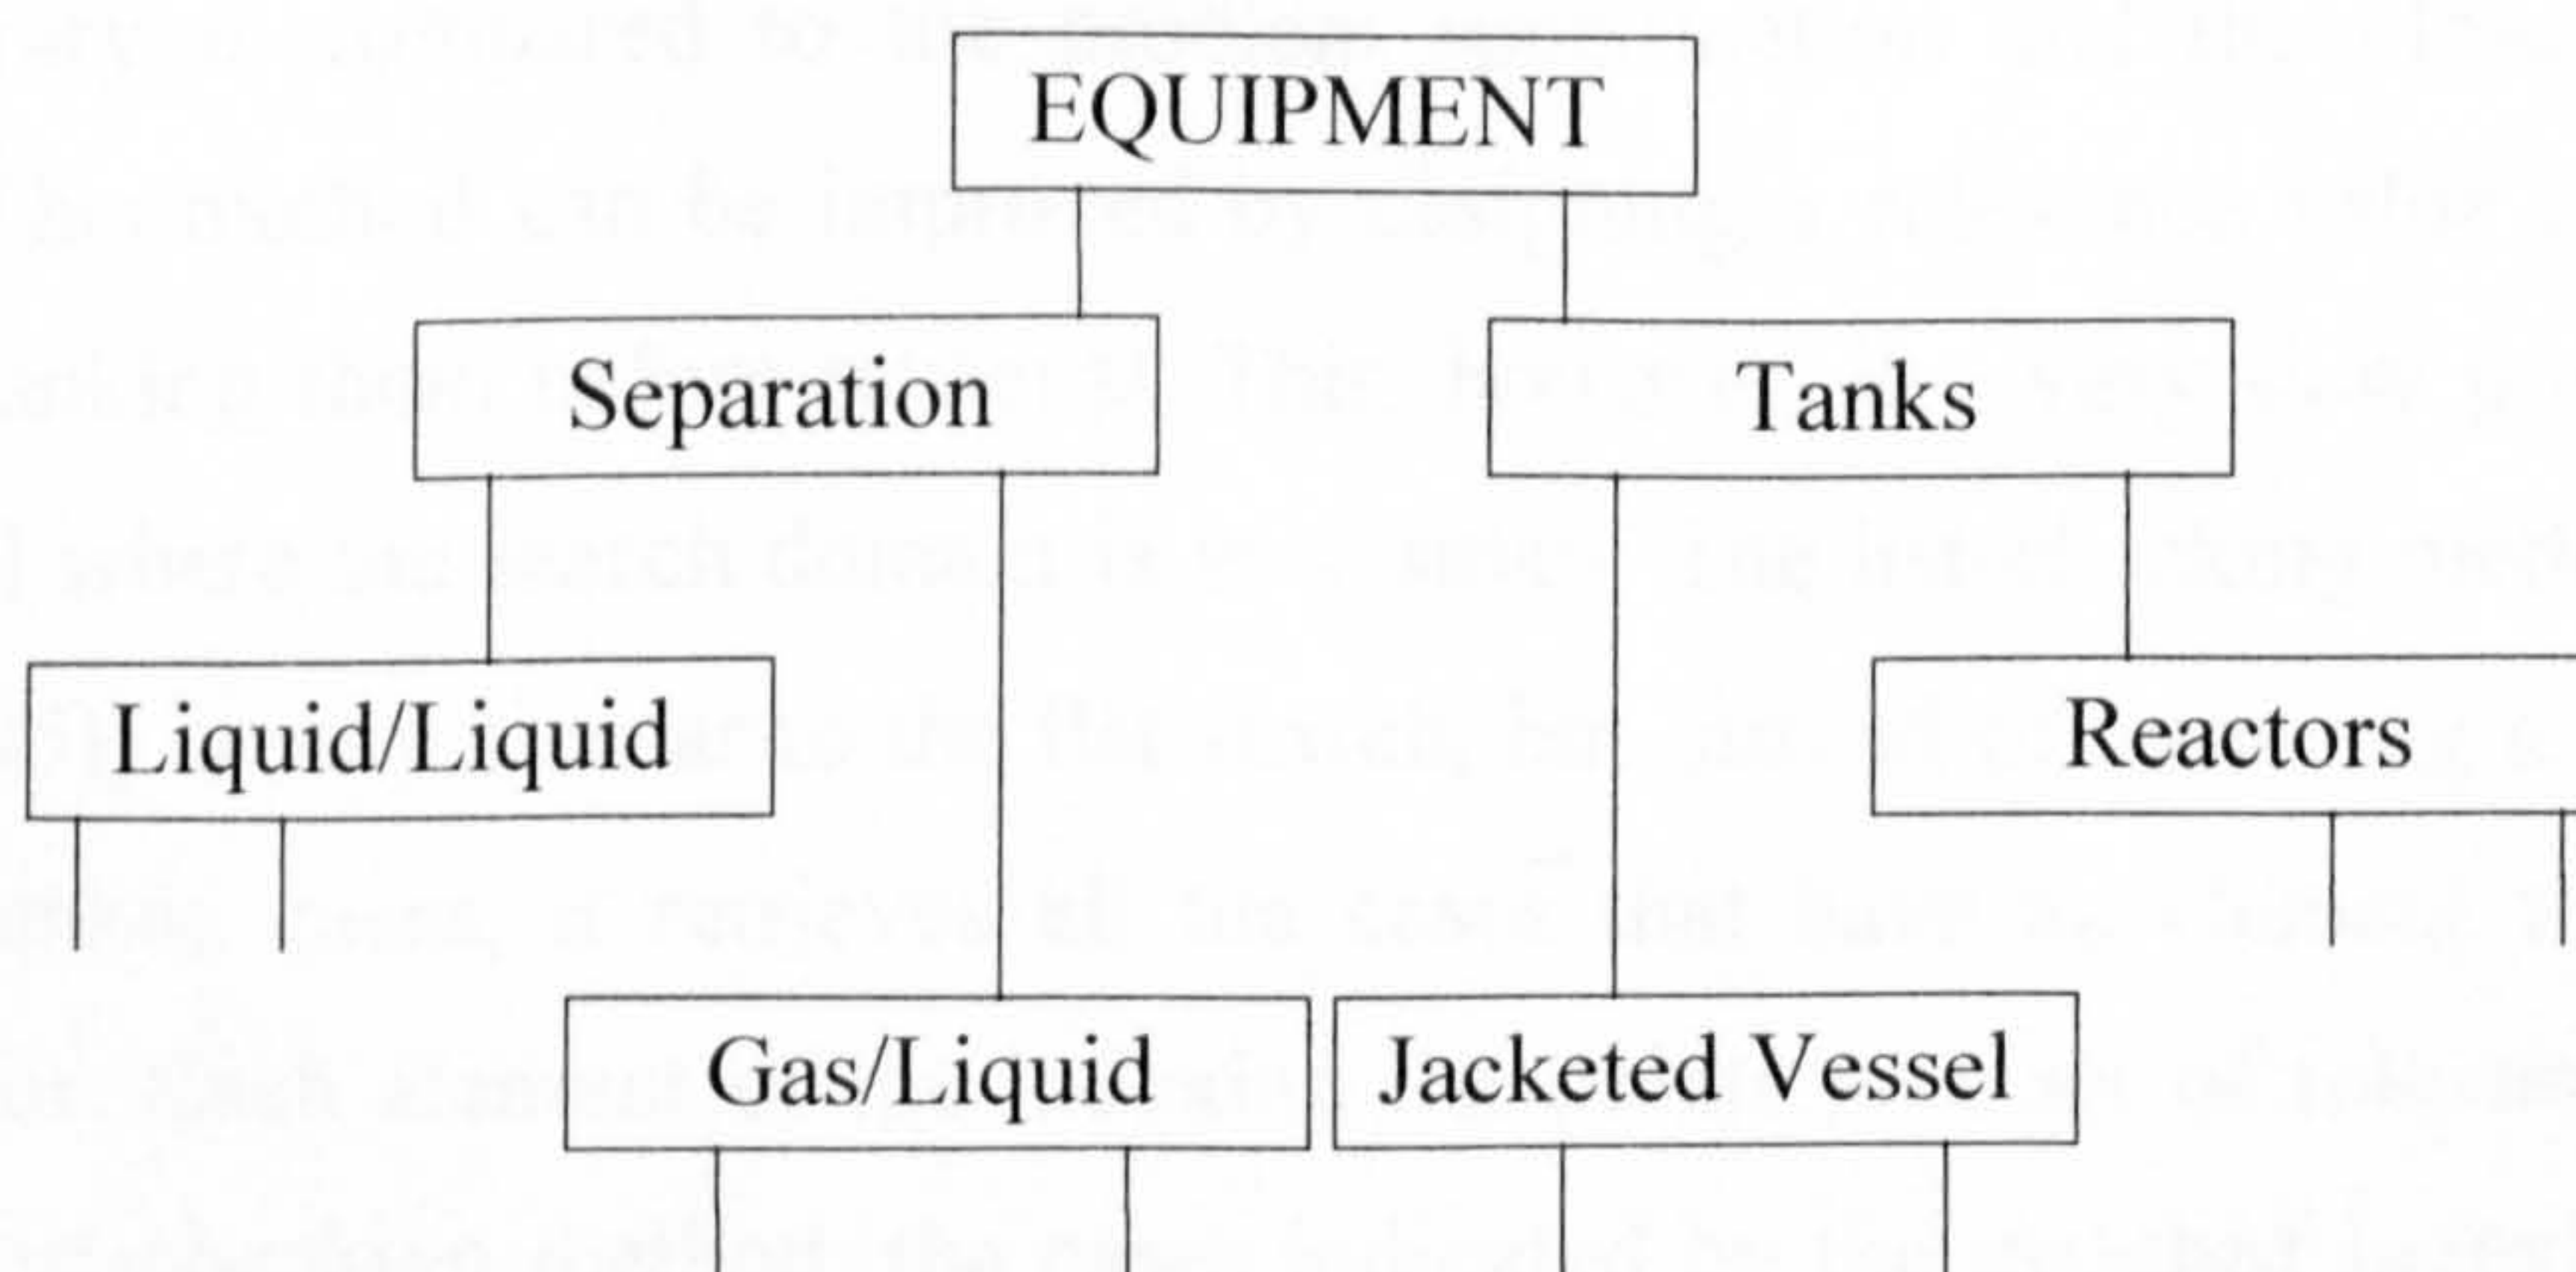 EQUIPMENT
Separation
Tanks
Liquid/Liquid
Reactors
Gas/Liquid
Jacketed Vessel